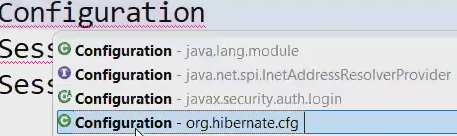 Configuration
Sess
Configuration - java.lang.module
Configuration - java.net.spi.InetAddressResolverProvider
Sess
Configuration - javax.security.auth.login
Configuration - org.hibernate.cfg